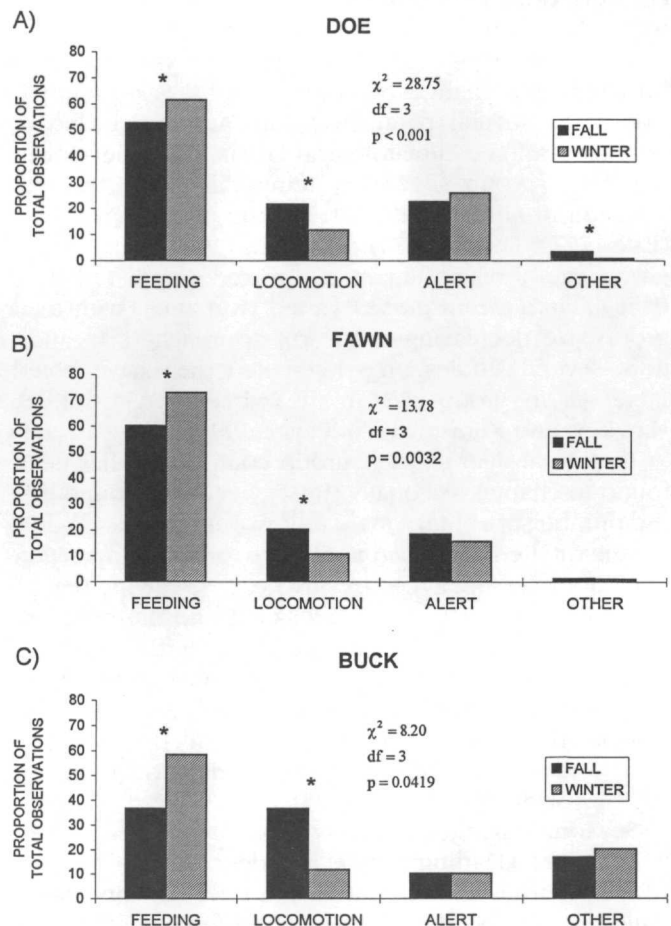 A)
DOE
PROPORTION OF
TOTAL OBSERVATIONS
80
70
60
50
40
30
20
10
0
*
*
*
χ² = 28.75
df = 3
p < 0.001
FALL
WINTER
FEEDING LOCOMOTION ALERT OTHER
B)
FAWN
PROPORTION OF
TOTAL OBSERVATIONS
80
70
60
50
40
30
20
10
0
*
*
χ² = 13.78
df = 3
p = 0.0032
FALL
WINTER
FEEDING LOCOMOTION ALERT OTHER
C)
BUCK
PROPORTION OF
TOTAL OBSERVATIONS
80
70
60
50
40
30
20
10
0
*
*
χ² = 8.20
df = 3
p = 0.0419
FALL
WINTER
FEEDING LOCOMOTION ALERT OTHER